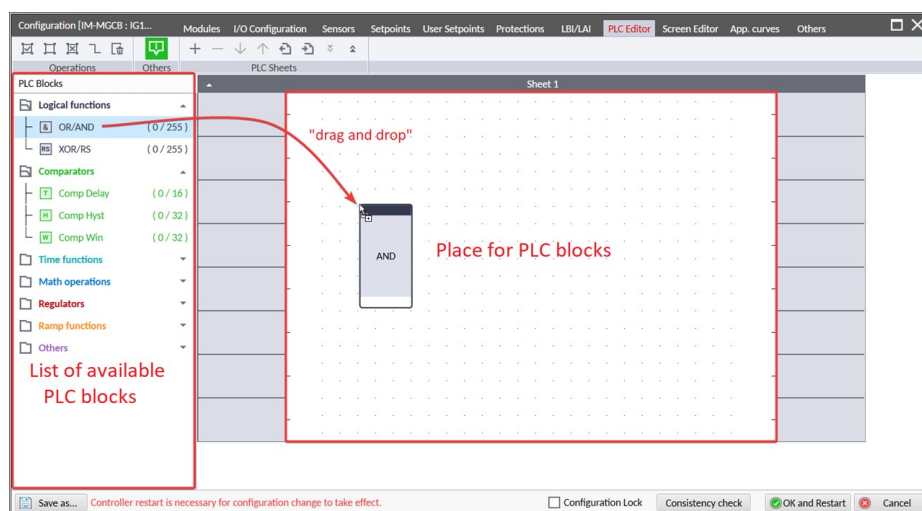 Configuration [IM-MGCB : IG1...
Modules I/O Configuration Sensors Setpoints User Setpoints Protections LBI/LAI PLC Editor Screen Editor App. curves Others
Operations Others PLC Sheets
PLC Blocks
Sheet 1
Logical functions
& OR/AND (0 / 255)
RS XOR/RS (0 / 255)
Comparators
T Comp Delay (0 / 16)
H Comp Hyst (0 / 32)
W Comp Win (0 / 32)
Time functions
Math operations
Regulators
Ramp functions
Others
List of available
PLC blocks
"drag and drop"
AND
Place for PLC blocks
Save as... Controller restart is necessary for configuration change to take effect. Configuration Lock Consistency check OK and Restart Cancel